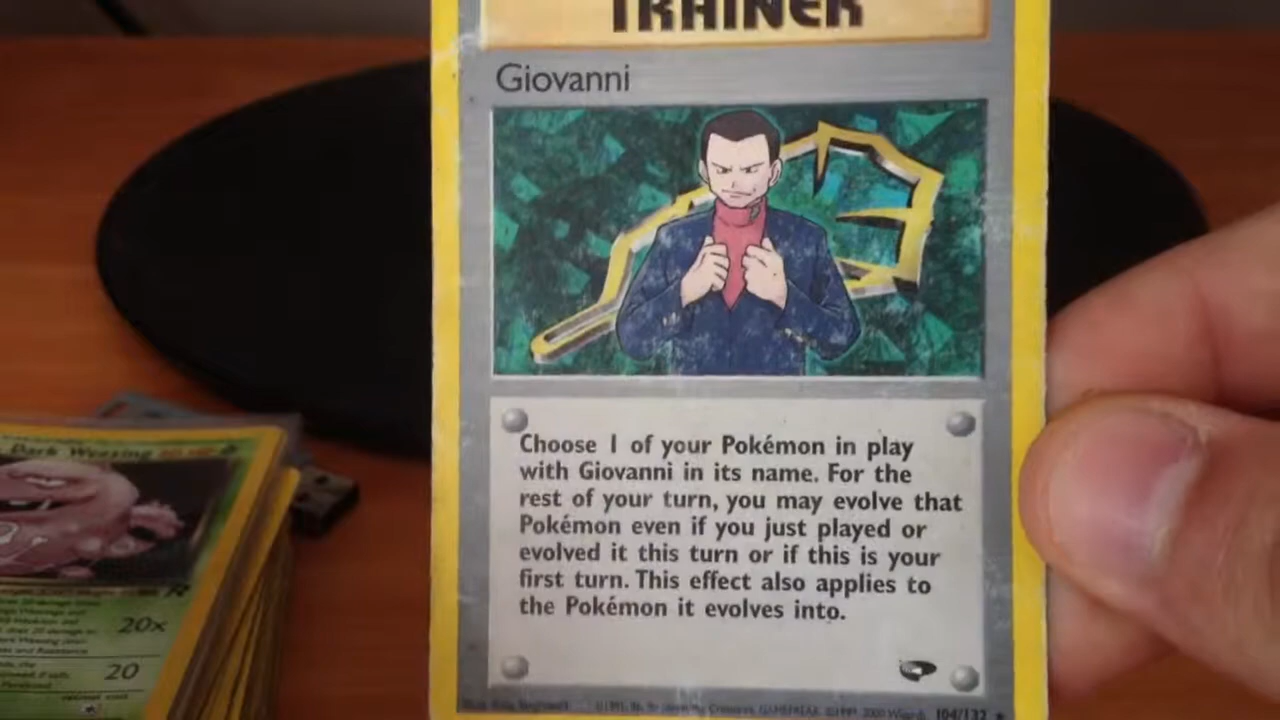 TRAINER
Giovanni
Choose 1 of your Pokémon in play
with Giovanni in its name. For the
rest of your turn, you may evolve that
Pokémon even if you just played or
evolved it this turn or if this is your
first turn. This effect also applies to
the Pokémon it evolves into.
104/132
Dark Weezing
20x
20